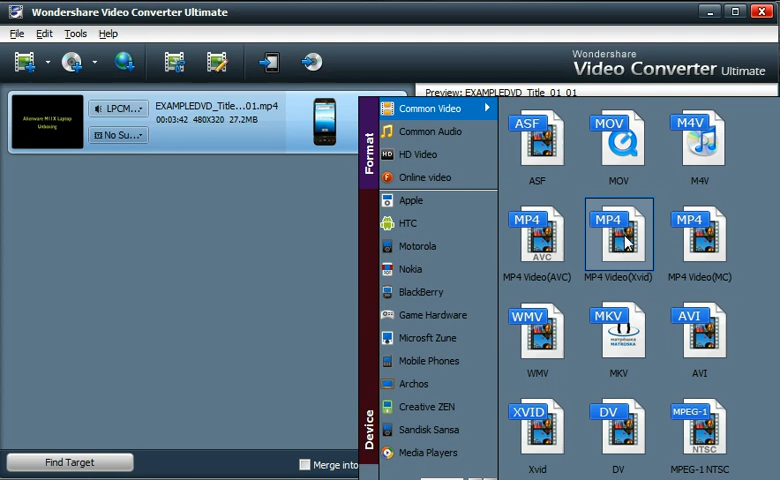 Wondershare Video Converter Ultimate
File Edit Tools Help
Wondershare
Video Converter Ultimate
Preview: EXAMPLEDVD_Title_01_01
Alienware M11X Laptop
Unboxing
LPCM...
No Su...
EXAMPLEDVD_Title...01.mp4
00:03:42 480X320 27.2MB
Format
Common Video
Common Audio
HD Video
Online video
Device
Apple
HTC
Motorola
Nokia
BlackBerry
Game Hardware
Microsft Zune
Mobile Phones
Archos
Creative ZEN
Sandisk Sansa
Media Players
ASF MOV M4V
ASF MOV M4V
MP4 MP4 MP4
AVC
MP4 Video(AVC) MP4 Video(Xvid) MP4 Video(MC)
WMV MKV AVI
WMV MKV AVI
XVID DV MPEG-1
NTSC
Xvid DV MPEG-1 NTSC
Find Target
Merge into